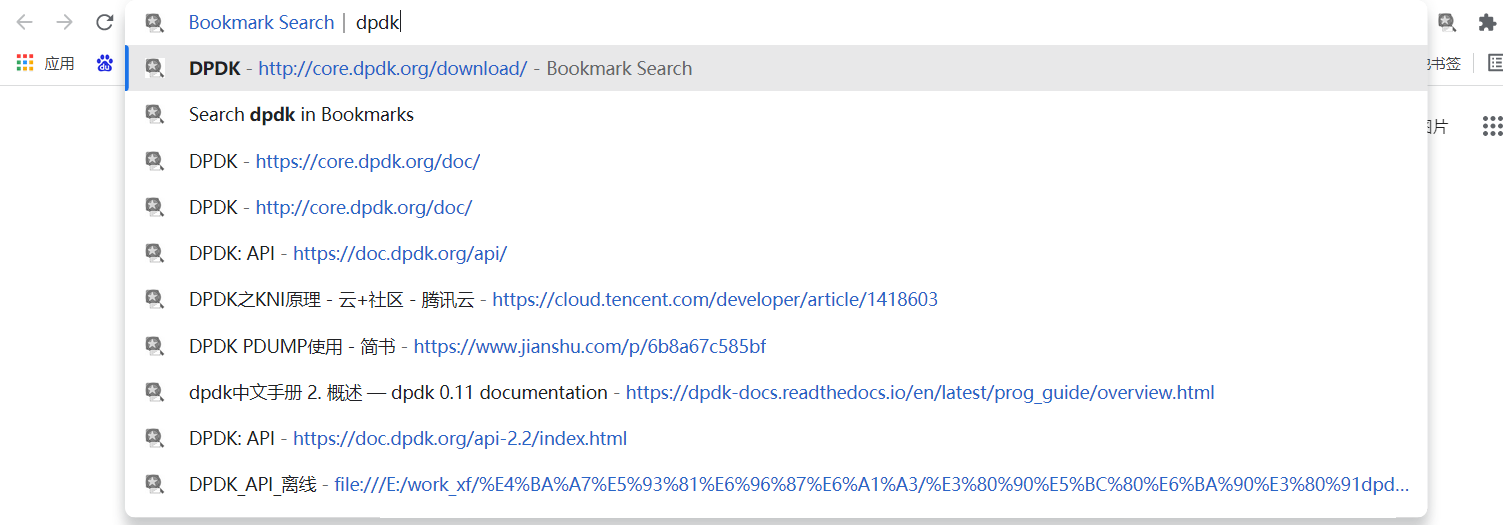 Bookmark Search | dpdk
DPDK - http://core.dpdk.org/download/ - Bookmark Search
应用
书签
Search dpdk in Bookmarks
片
DPDK - https://core.dpdk.org/doc/
DPDK - http://core.dpdk.org/doc/
DPDK: API - https://doc.dpdk.org/api/
DPDK之KNI原理 - 云+社区 - 腾讯云 - https://cloud.tencent.com/developer/article/1418603
DPDK PDUMP使用 - 简书 - https://www.jianshu.com/p/6b8a67c585bf
dpdk中文手册 2. 概述 — dpdk 0.11 documentation - https://dpdk-docs.readthedocs.io/en/latest/prog_guide/overview.html
DPDK: API - https://doc.dpdk.org/api-2.2/index.html
DPDK_API_离线 - file:///E:/work_xf/%E4%BA%A7%E5%93%81%E6%96%87%E6%A1%A3/%E3%80%90%E5%BC%80%E6%BA%90%E3%80%91dpd...